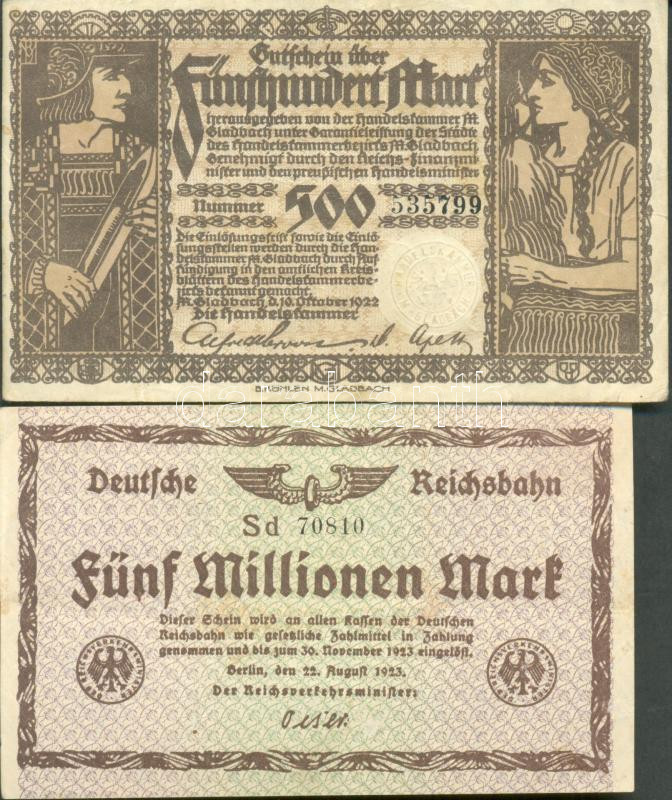 Gutschein über
Fünfhundert Mark
herausgegeben von der Handelskammer M.
Gladbach unter Garantieleistung der Städte
des Handelskammerbezirks M. Gladbach
Genehmigt durch den Reichs-Finanzmi
nister und den preußischen Handelsminister
Nummer 500 535799
Die Einlösungsfrist sowie die Einlö
sungsstellen werden durch die Han
delskammer M. Gladbach durch Auf
kündigung in den amtlichen Kreis
blättern des Handelskammerbe
zirks bekannt gemacht.
M. Gladbach, d. 10. Oktober 1922
Die Handelskammer
B. KÜHLEN M. GLADBACH
darabanth
Deutsche Reichsbahn
Sd 70810
Fünf Millionen Mark
Dieser Schein wird an allen Kassen der Deutschen
Reichsbahn wie gesetzliche Zahlmittel in Zahlung
genommen und bis zum 30. November 1923 eingelöst.
Berlin, den 22. August 1923.
Der Reichsverkehrsminister:
Oeser